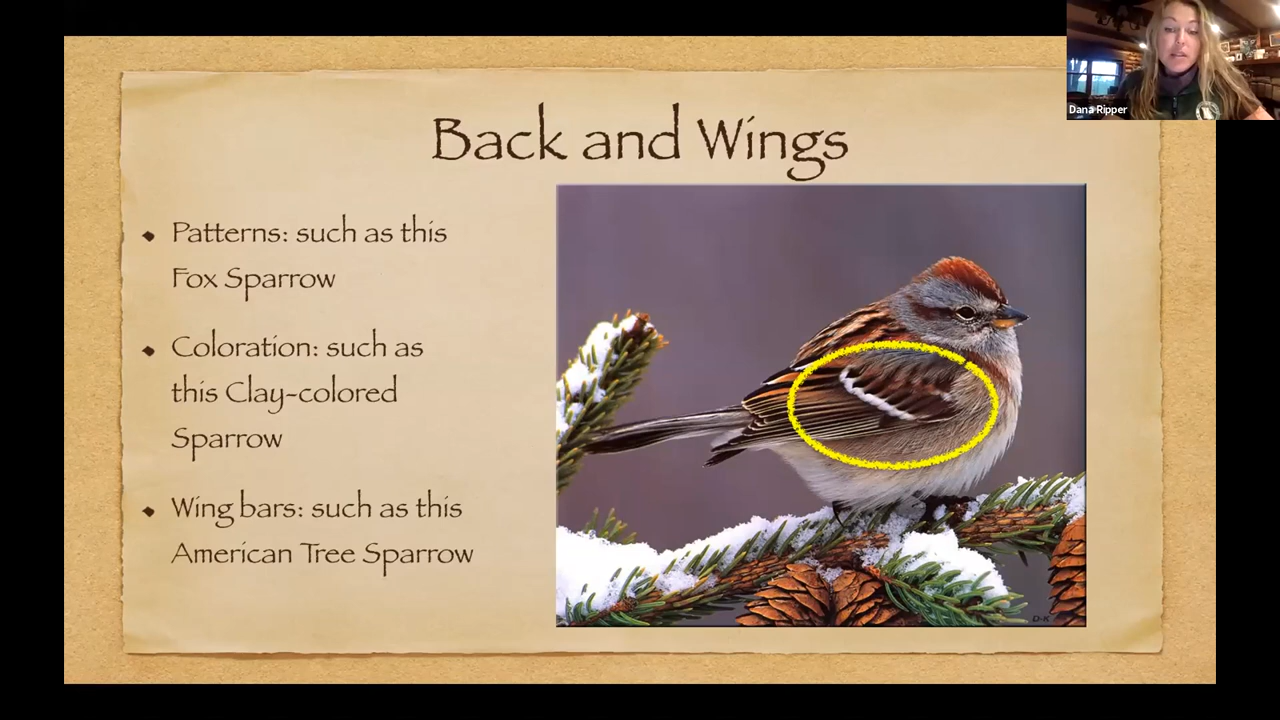 Dana Ripper
Back and Wings
Patterns: such as this
Fox Sparrow
Coloration: such as
this Clay-colored
Sparrow
Wing bars: such as this
American Tree Sparrow